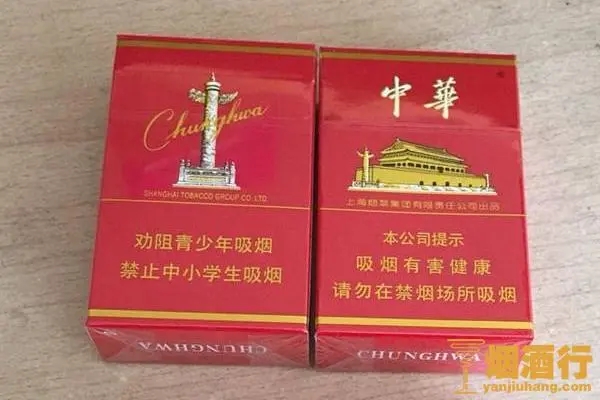 Chunghwa
SHANGHAI TOBACCO GROUP CO.,LTD.
劝阻青少年吸烟
禁止中小学生吸烟
CHUNGHWA
中華
上海烟草集团有限责任公司出品
本公司提示
吸烟有害健康
请勿在禁烟场所吸烟
CHUNGHWA
烟酒行
yanjiuhang.com